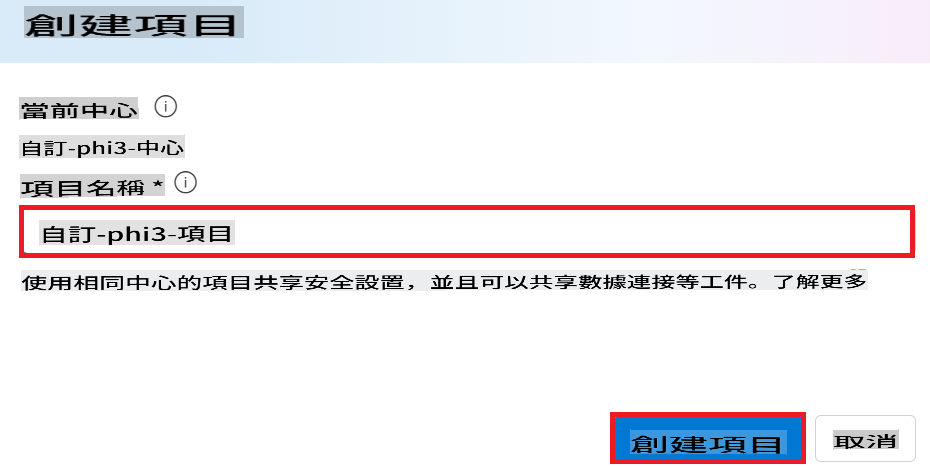 創建項目
當前中心
自訂-phi3-中心
項目名稱 *
自訂-phi3-項目
使用相同中心的項目共享安全設置，並且可以共享數據連接等工件。了解更多
創建項目
取消